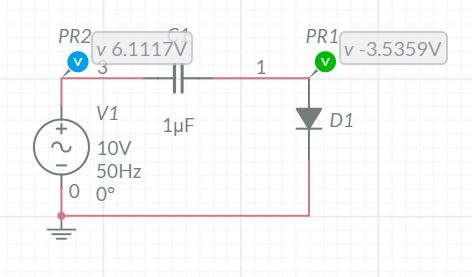 PR2
C1
PR1
V
v 6.1117V
V
v -3.5359V
3
1
V1
D1
1µF
10V
50Hz
0
0°